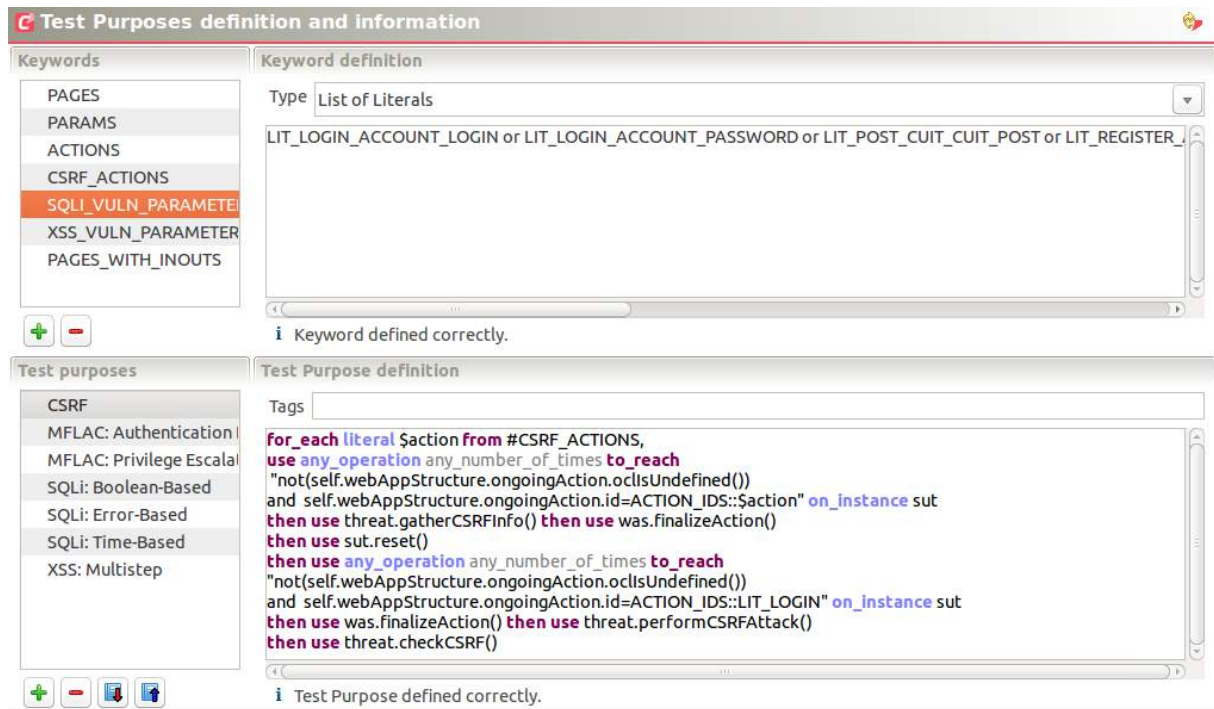 Test Purposes definition and information
Keywords
PAGES
PARAMS
ACTIONS
CSRF_ACTIONS
SQLI_VULN_PARAMETE
XSS_VULN_PARAMETER
PAGES_WITH_INOUTS
Keyword definition
Type List of Literals
LIT_LOGIN_ACCOUNT_LOGIN or LIT_LOGIN_ACCOUNT_PASSWORD or LIT_POST_CUIT_CUIT_POST or LIT_REGISTER_
i Keyword defined correctly.
Test purposes
CSRF
MFLAC: Authentication
MFLAC: Privilege Escala
SQLi: Boolean-Based
SQLi: Error-Based
SQLi: Time-Based
XSS: Multistep
Test Purpose definition
Tags
for_each literal $action from #CSRF_ACTIONS,
use any_operation any_number_of_times to_reach
"not(self.webAppStructure.ongoingAction.oclIsUndefined())
and self.webAppStructure.ongoingAction.id=ACTION_IDS::$action" on_instance sut
then use threat.gatherCSRFInfo() then use was.finalizeAction()
then use sut.reset()
then use any_operation any_number_of_times to_reach
"not(self.webAppStructure.ongoingAction.oclIsUndefined())
and self.webAppStructure.ongoingAction.id=ACTION_IDS::LIT_LOGIN" on_instance sut
then use was.finalizeAction() then use threat.performCSRFAttack()
then use threat.checkCSRF()
i Test Purpose defined correctly.